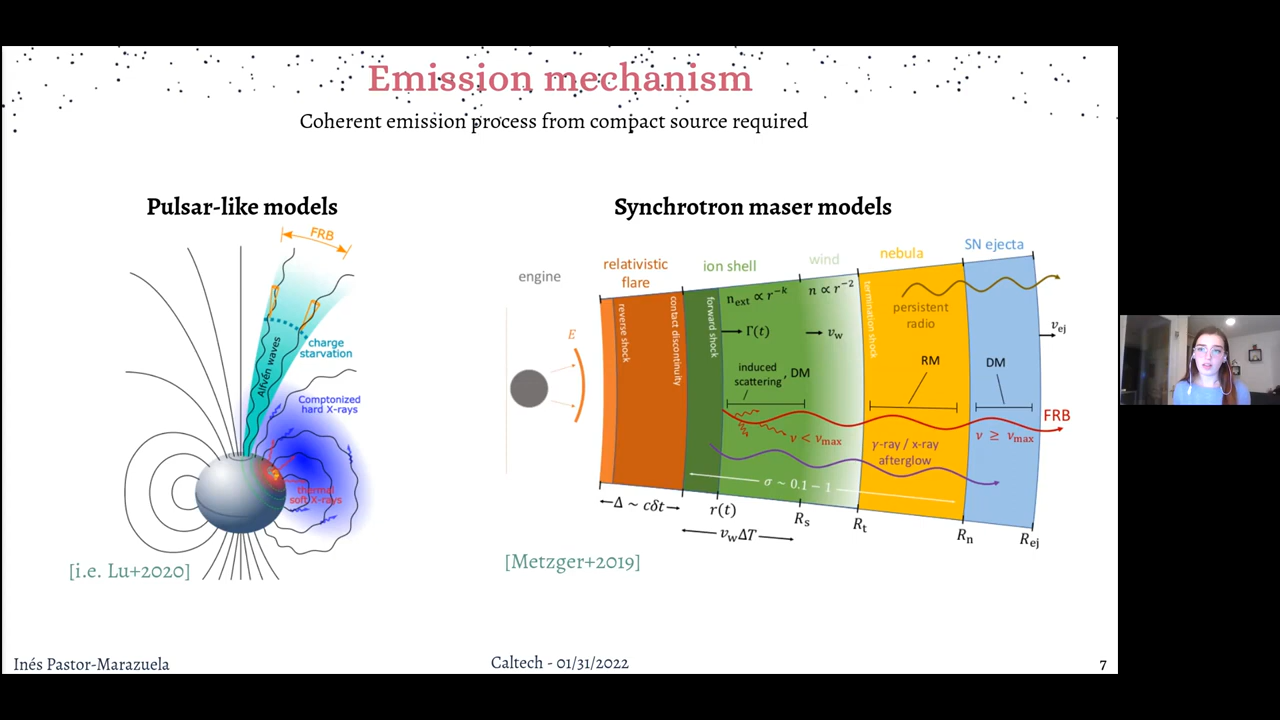 Emission mechanism
Coherent emission process from compact source required
Pulsar-like models
FRB
charge
starvation
Alfvén waves
Comptonized
hard X-rays
thermal
soft X-rays
[i.e. Lu+2020]
Synchrotron maser models
engine
relativistic
flare
ion shell
wind
nebula
SN ejecta
E
reverse shock
contact discontinuity
forward shock
termination shock
n_ext ∝ r^-k
n ∝ r^-2
Γ(t)
v_w
persistent
radio
v_ej
induced
scattering, DM
RM
DM
ν < ν_max
FRB
ν ≥ ν_max
γ-ray / x-ray
afterglow
σ ~ 0.1 – 1
Δ ~ cδt
r(t)
R_s
R_t
R_n
R_ej
v_wΔT
[Metzger+2019]
Inés Pastor-Marazuela
Caltech - 01/31/2022
7